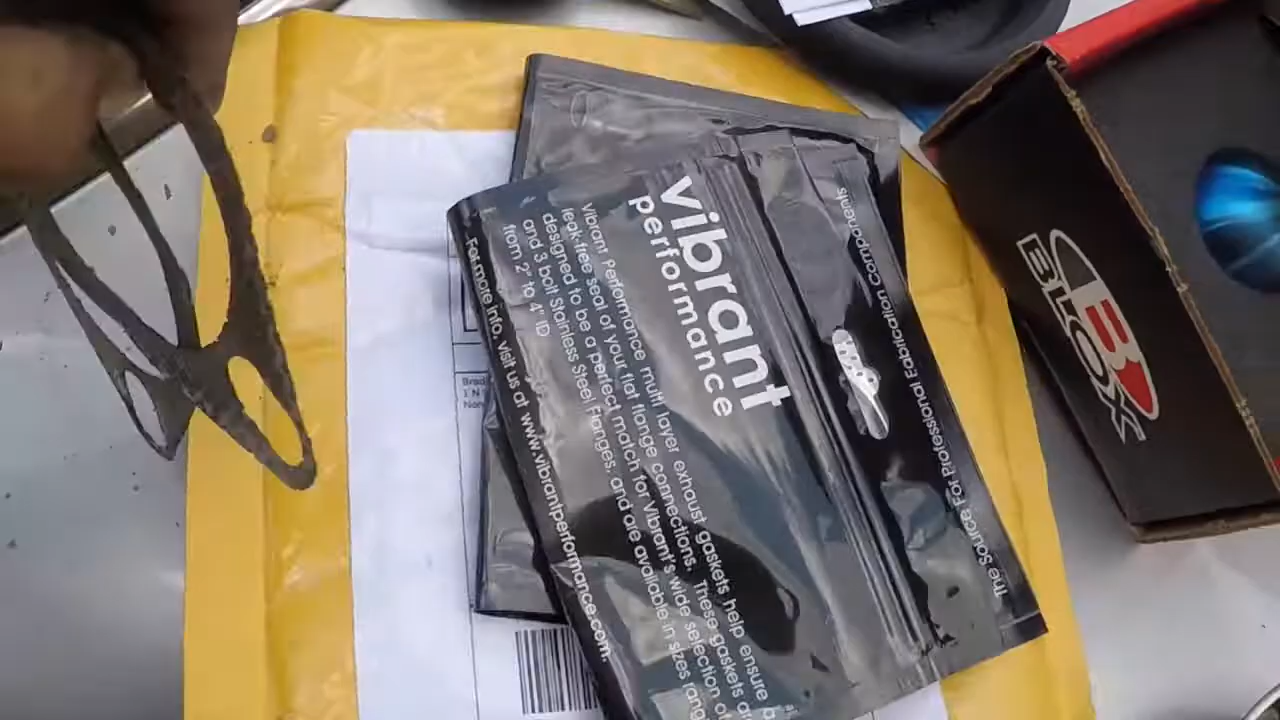 vibrant
performance
Vibrant Performance multi layer exhaust gaskets help ensure a
leak-free seal of your flat flange connections. These gaskets are
designed to be a perfect match for Vibrant's wide selection of
and 3 bolt Stainless Steel Flanges, and are available in sizes rang
from 2" to 4" ID
For more info, visit us at www.vibrantperformance.com.
The Source For Professional Fabrication Components
B
BLOX
Brad